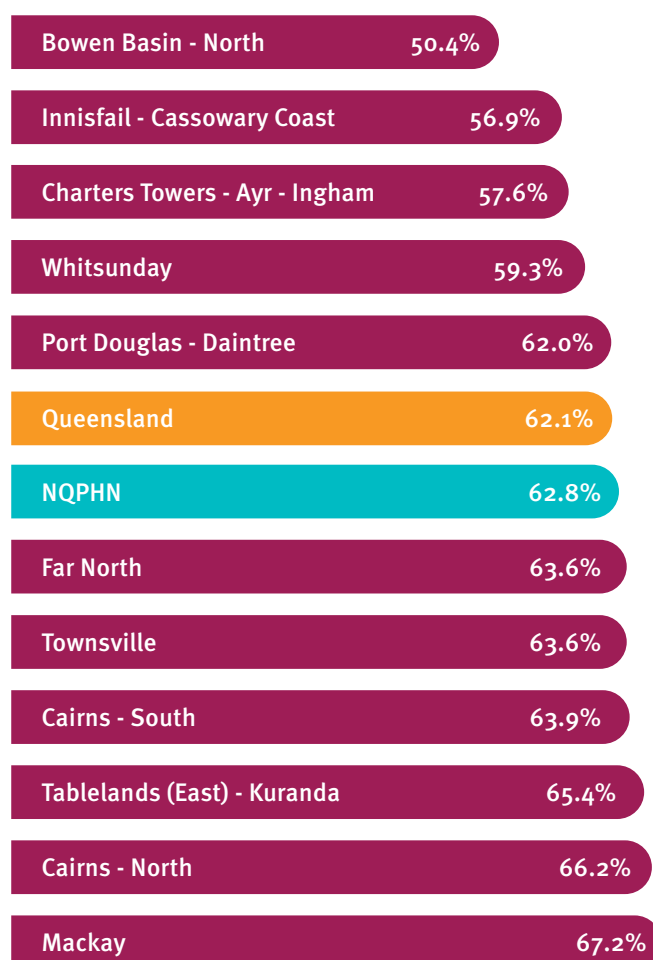 Bowen Basin - North 50.4%
Innisfail - Cassowary Coast 56.9%
Charters Towers - Ayr - Ingham 57.6%
Whitsunday 59.3%
Port Douglas - Daintree 62.0%
Queensland 62.1%
NQPHN 62.8%
Far North 63.6%
Townsville 63.6%
Cairns - South 63.9%
Tablelands (East) - Kuranda 65.4%
Cairns - North 66.2%
Mackay 67.2%